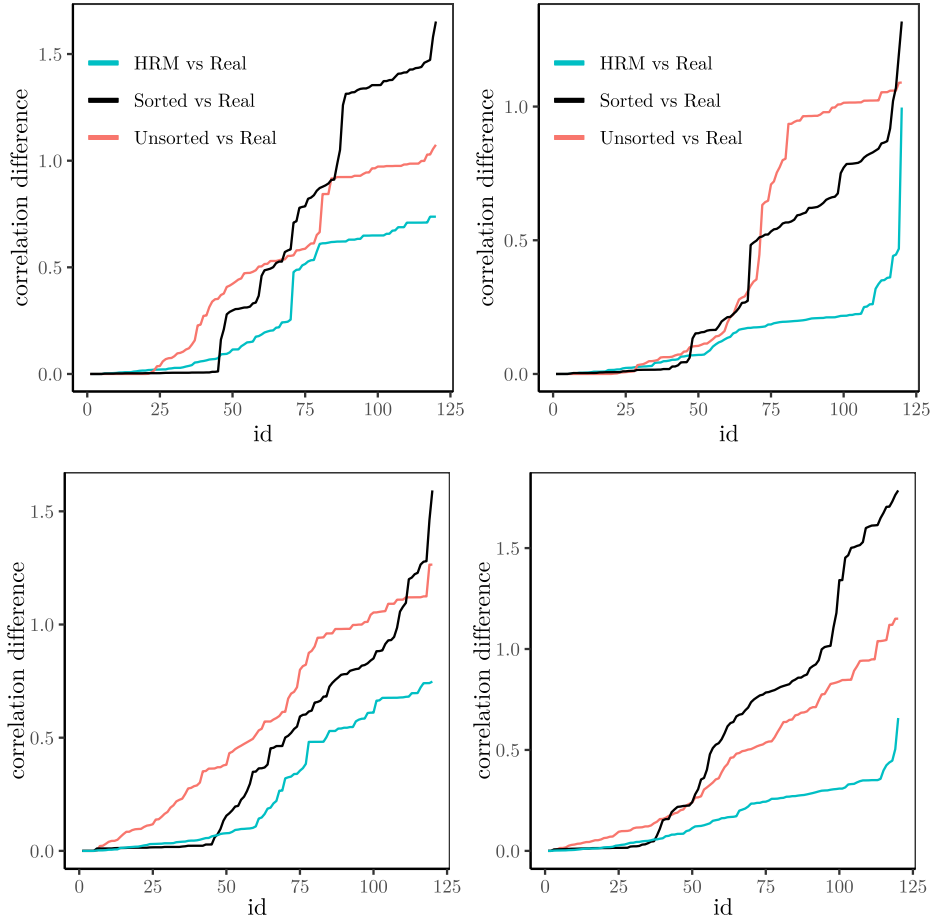 correlation difference
1.5
1.0
0.5
0.0
HRM vs Real
Sorted vs Real
Unsorted vs Real
0 25 50 75 100 125
id
correlation difference
1.0
0.5
0.0
HRM vs Real
Sorted vs Real
Unsorted vs Real
0 25 50 75 100 125
id
correlation difference
1.5
1.0
0.5
0.0
0 25 50 75 100 125
id
correlation difference
1.5
1.0
0.5
0.0
0 25 50 75 100 125
id